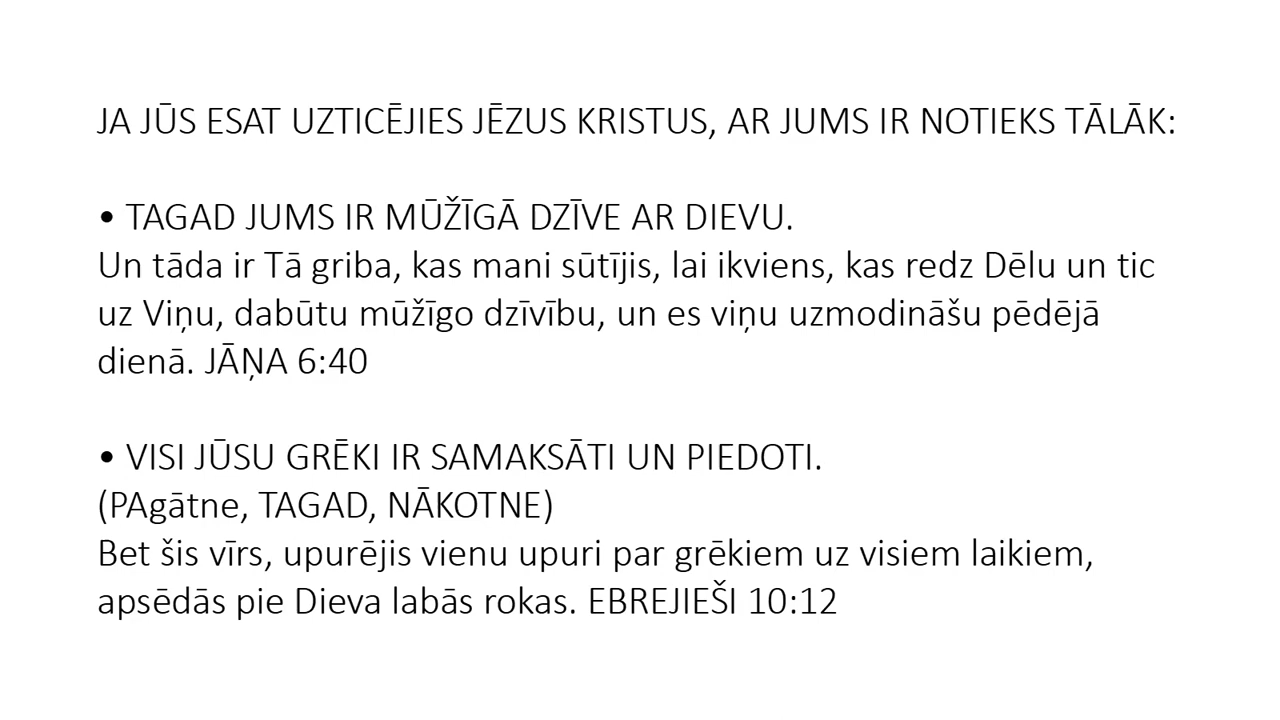 JA JŪS ESAT UZTICĒJIES JĒZUS KRISTUS, AR JUMS IR NOTIEKS TĀLĀK:
• TAGAD JUMS IR MŪŽĪGĀ DZĪVE AR DIEVU.
Un tāda ir Tā griba, kas mani sūtījis, lai ikviens, kas redz Dēlu un tic
uz Viņu, dabūtu mūžīgo dzīvību, un es viņu uzmodināšu pēdējā
dienā. JĀŅA 6:40
• VISI JŪSU GRĒKI IR SAMAKSĀTI UN PIEDOTI.
(PAgātne, TAGAD, NĀKOTNE)
Bet šis vīrs, upurējis vienu upuri par grēkiem uz visiem laikiem,
apsēdās pie Dieva labās rokas. EBREJIEŠI 10:12